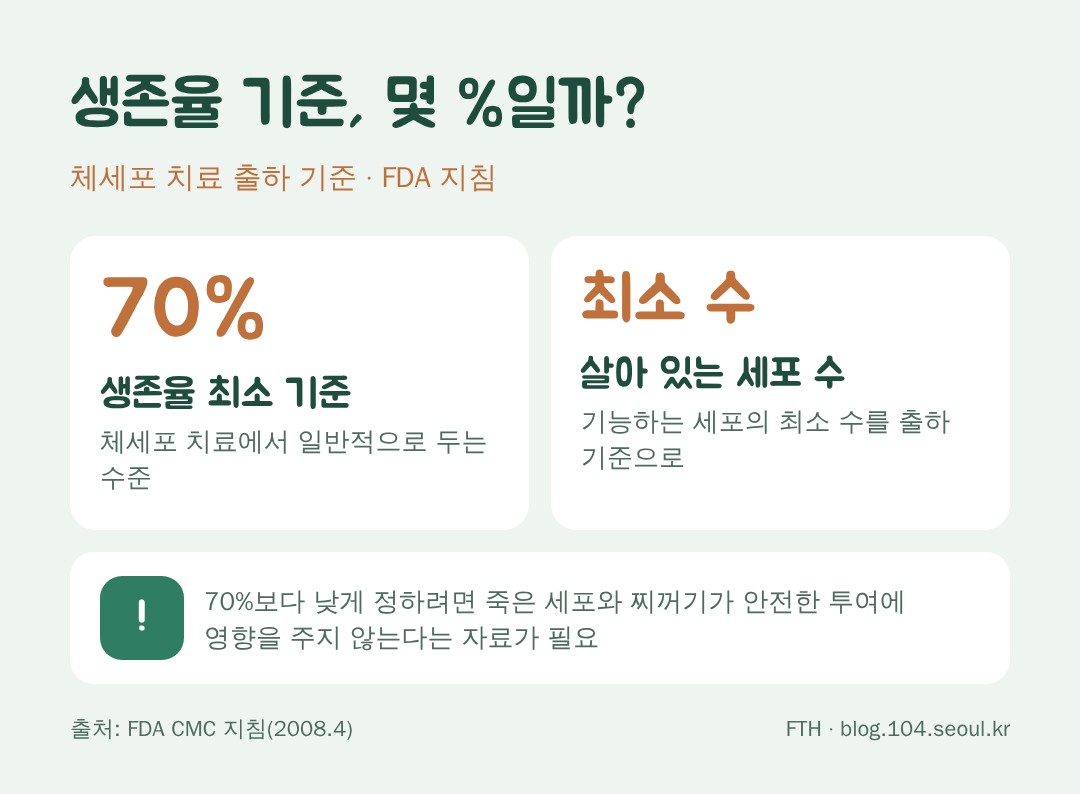 생존율 기준, 몇 %일까?
체세포 치료 출하 기준 · FDA 지침
70%
생존율 최소 기준
체세포 치료에서 일반적으로 두는
수준
최소 수
살아 있는 세포 수
기능하는 세포의 최소 수를 출하
기준으로
!
70%보다 낮게 정하려면 죽은 세포와 찌꺼기가 안전한 투여에
영향을 주지 않는다는 자료가 필요
출처: FDA CMC 지침(2008.4)
FTH · blog.104.seoul.kr